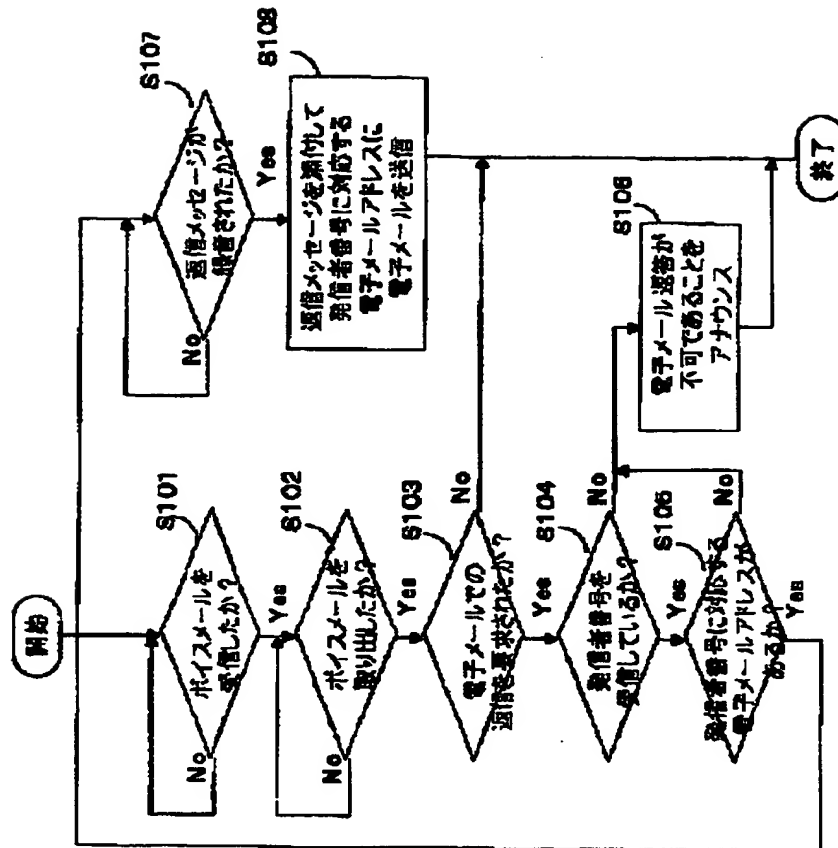 開始
S101
ボイスメールを
受信したか?
No
Yes
S102
ボイスメールを
取り出したか?
No
Yes
S103
電子メールでの
返信を要求されたか?
No
Yes
S104
発信者番号を
受信しているか?
No
Yes
S105
発信者番号に対応する
電子メールアドレスが
あるか?
No
Yes
S106
電子メール返答が
不可であることを
アナウンス
S107
返信メッセージが
録音されたか?
No
Yes
S108
返信メッセージを添付して
発信者番号に対応する
電子メールアドレスに
電子メールを送信
終了